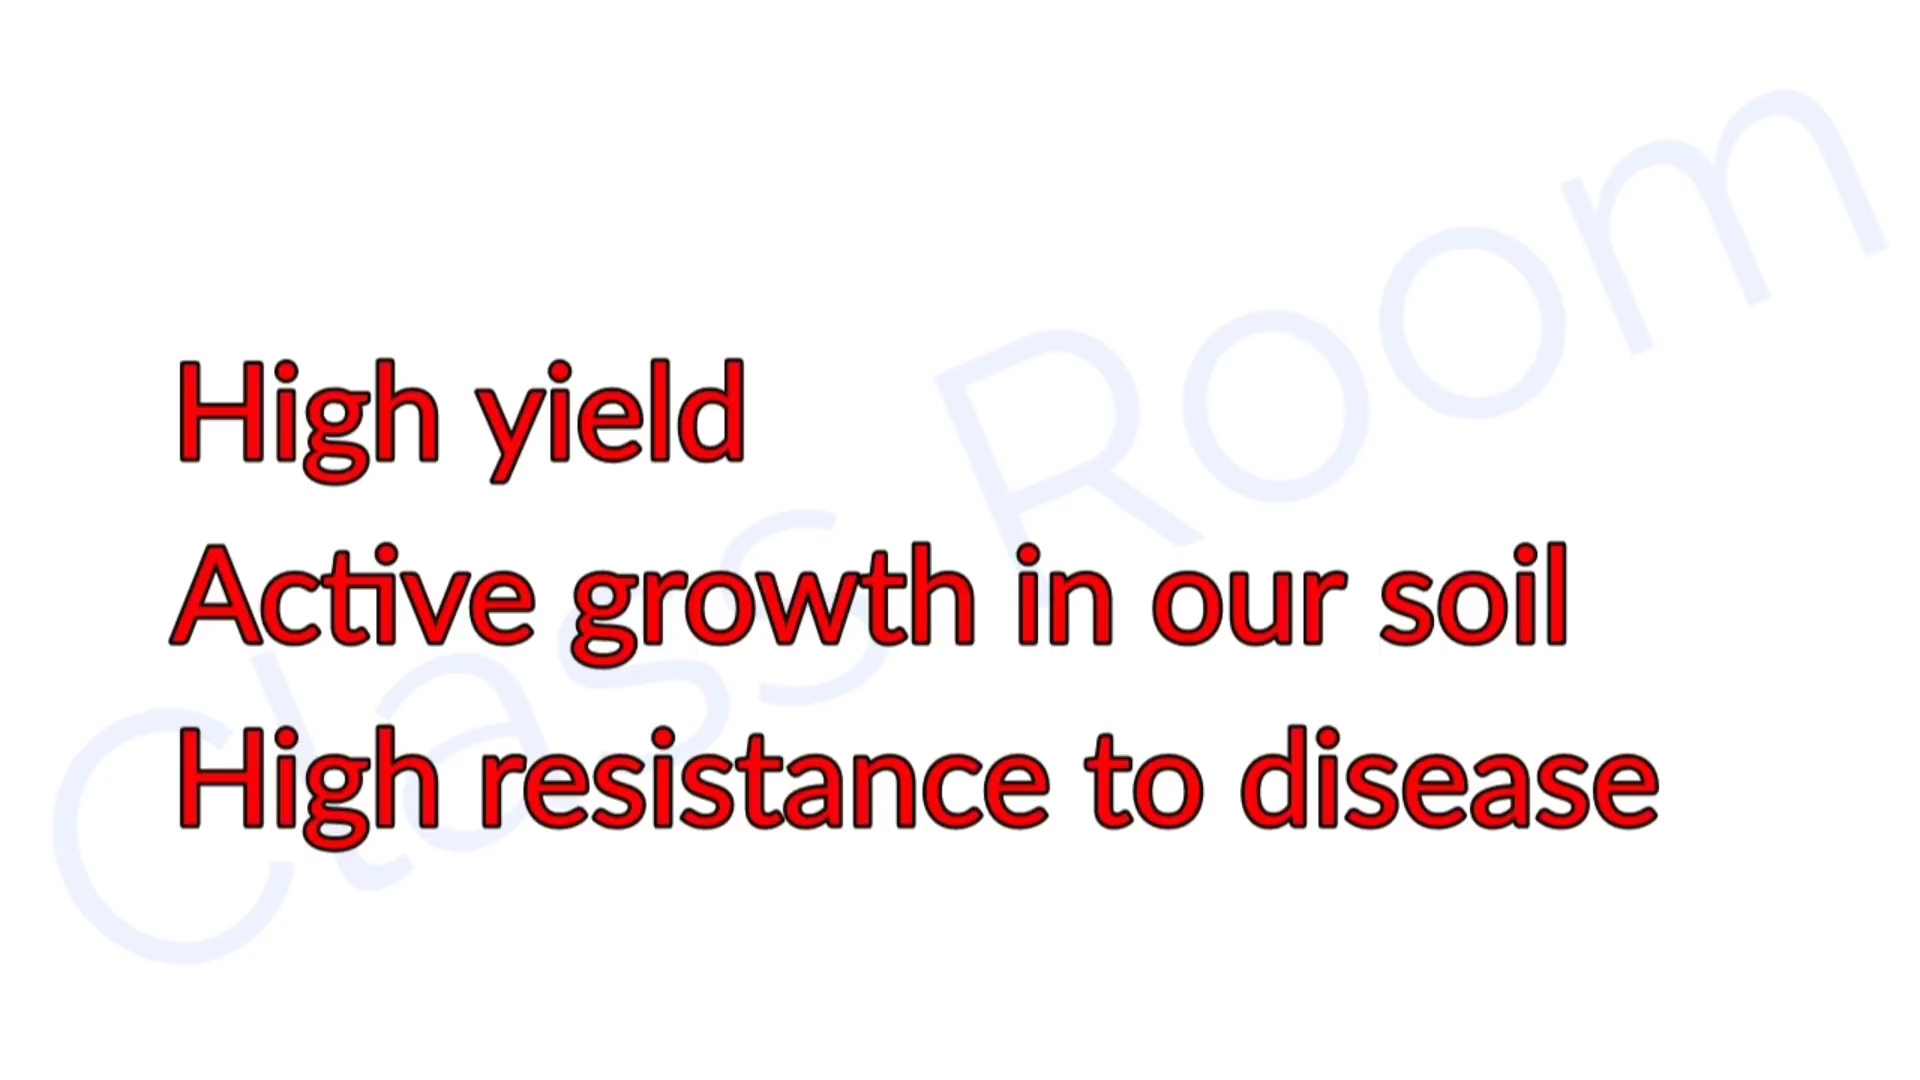 High yield
Active growth in our soil
High resistance to disease
Class Room